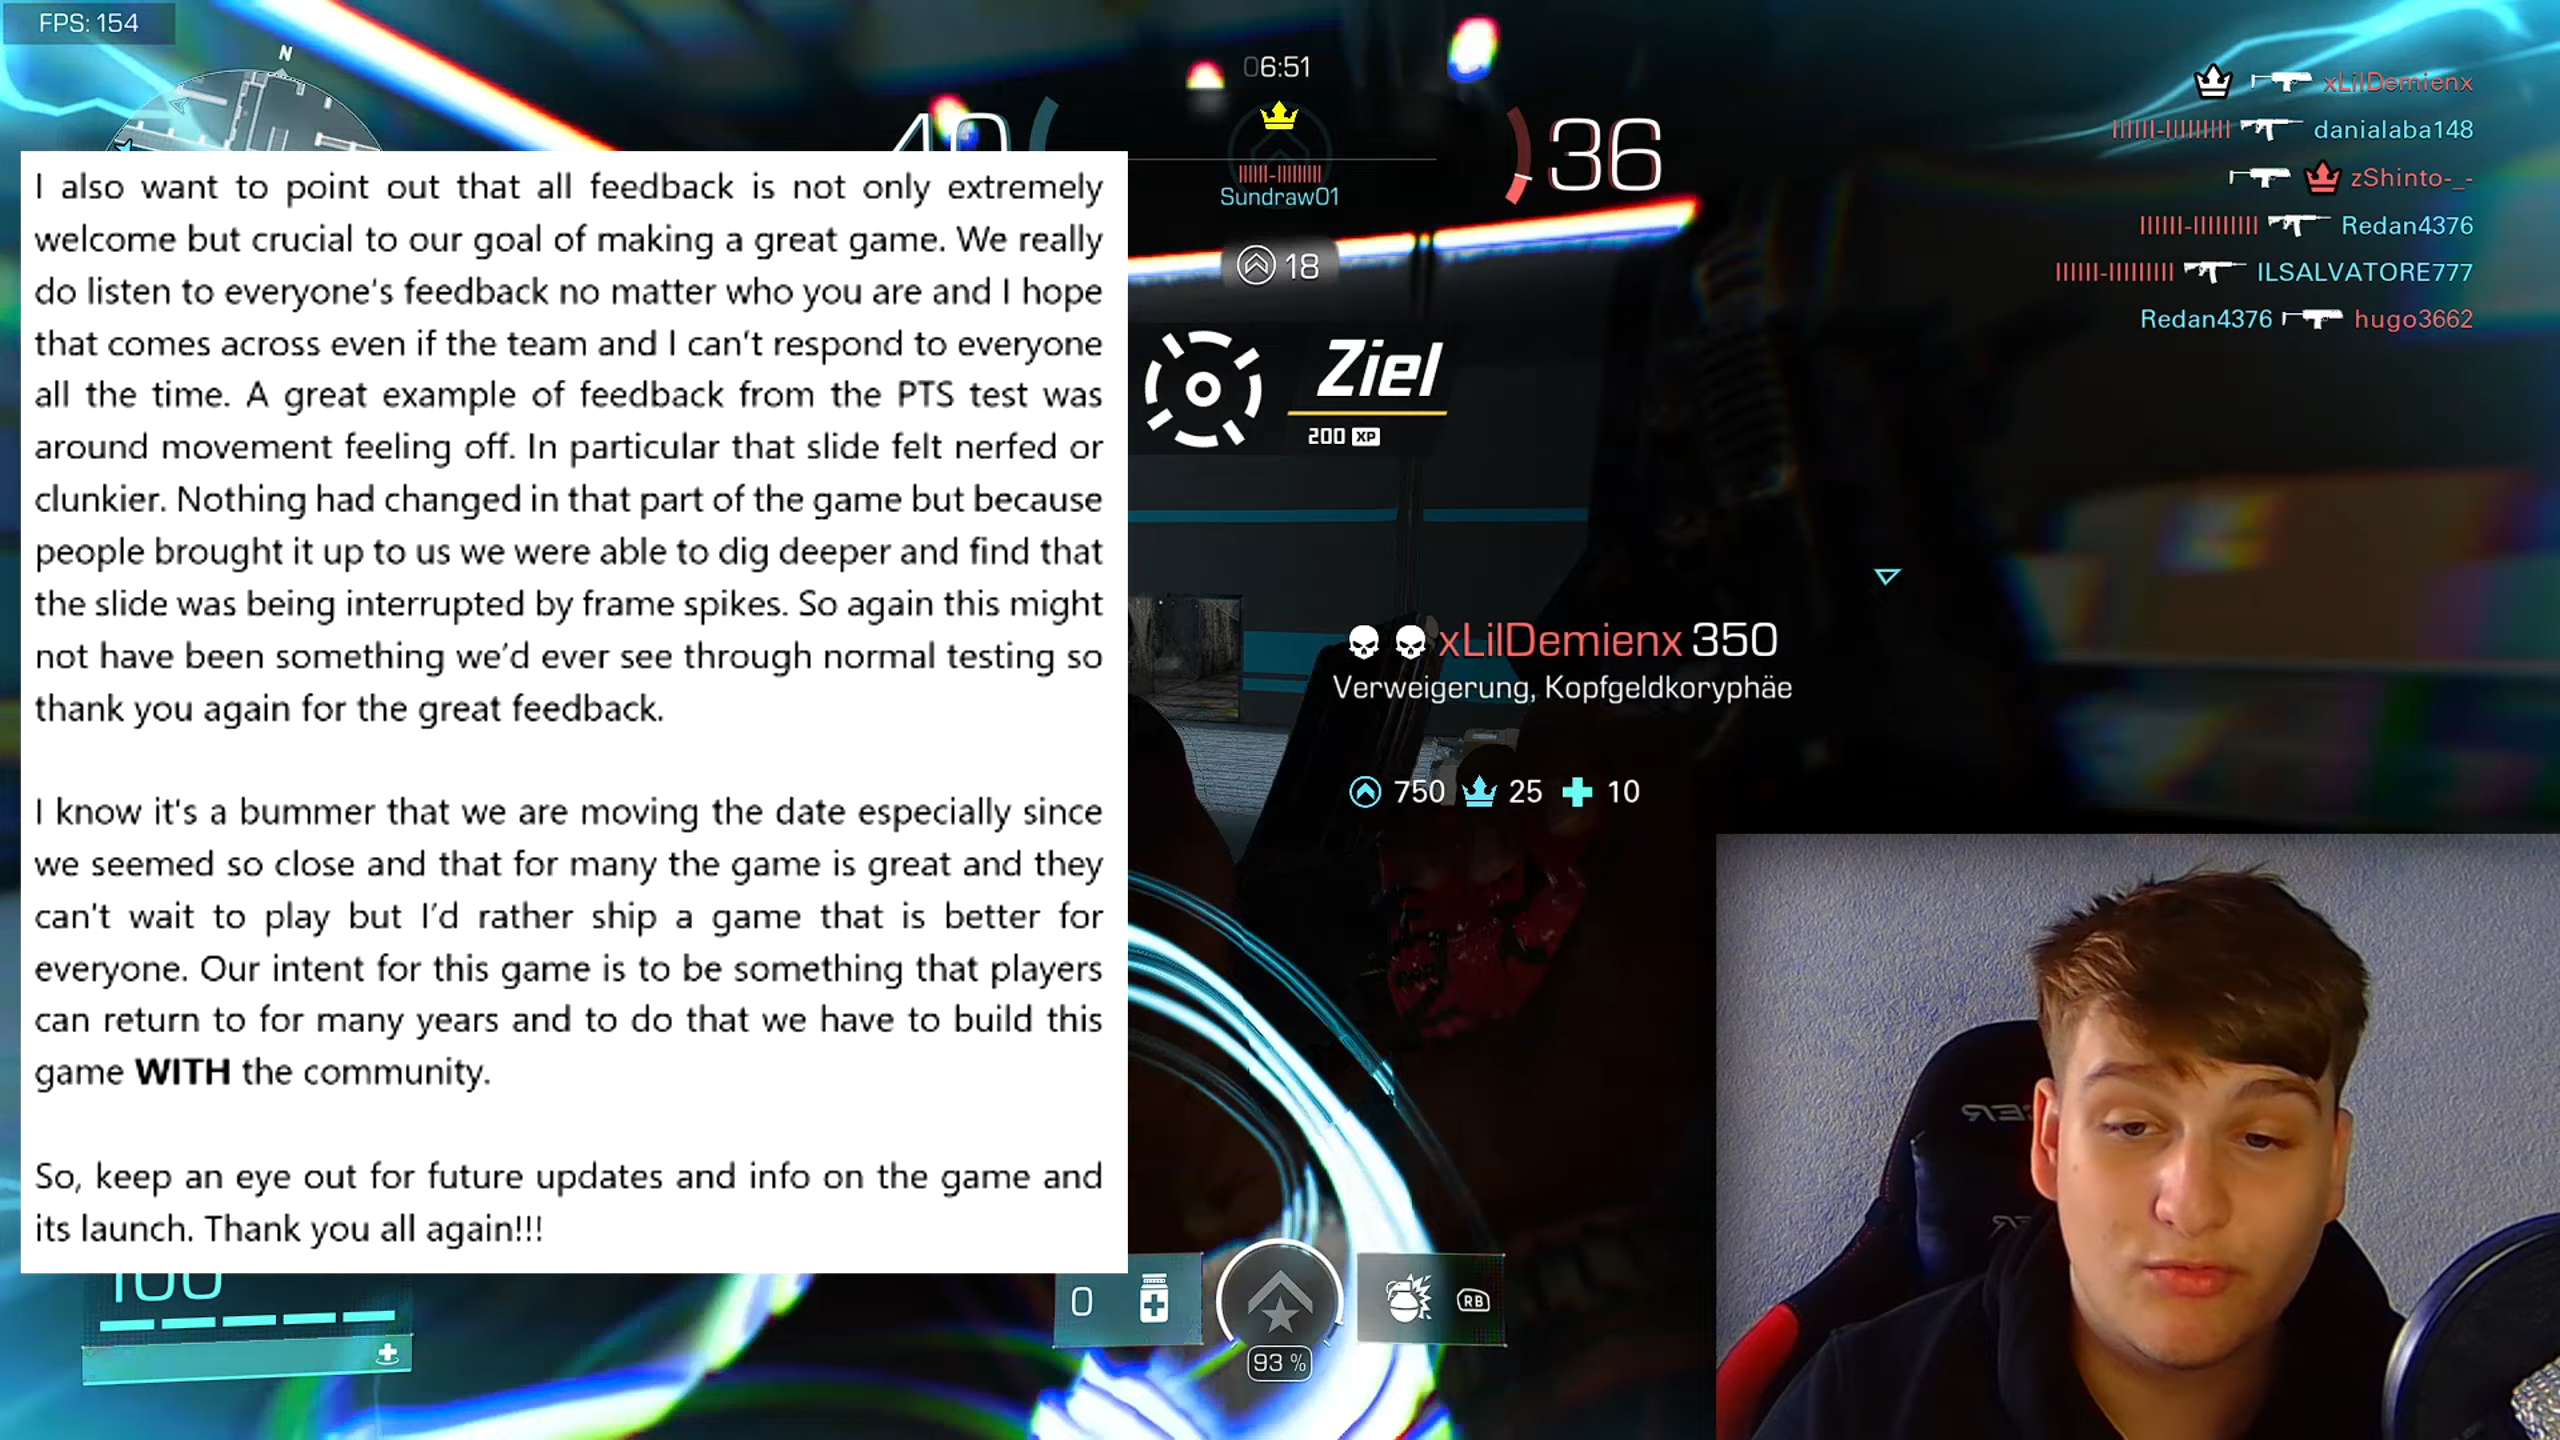 FPS: 154
N
06:51
40
36
Sundraw01
18
Ziel
200 XP
xLilDemienx
danialaba148
zShinto-_-
Redan4376
ILSALVATORE777
Redan4376 hugo3662
I also want to point out that all feedback is not only extremely
welcome but crucial to our goal of making a great game. We really
do listen to everyone's feedback no matter who you are and I hope
that comes across even if the team and I can't respond to everyone
all the time. A great example of feedback from the PTS test was
around movement feeling off. In particular that slide felt nerfed or
clunkier. Nothing had changed in that part of the game but because
people brought it up to us we were able to dig deeper and find that
the slide was being interrupted by frame spikes. So again this might
not have been something we'd ever see through normal testing so
thank you again for the great feedback.
I know it's a bummer that we are moving the date especially since
we seemed so close and that for many the game is great and they
can't wait to play but I'd rather ship a game that is better for
everyone. Our intent for this game is to be something that players
can return to for many years and to do that we have to build this
game WITH the community.
So, keep an eye out for future updates and info on the game and
its launch. Thank you all again!!!
xLilDemienx 350
Verweigerung, Kopfgeldkoryphäe
750 25 10
100
0
RB
93 %